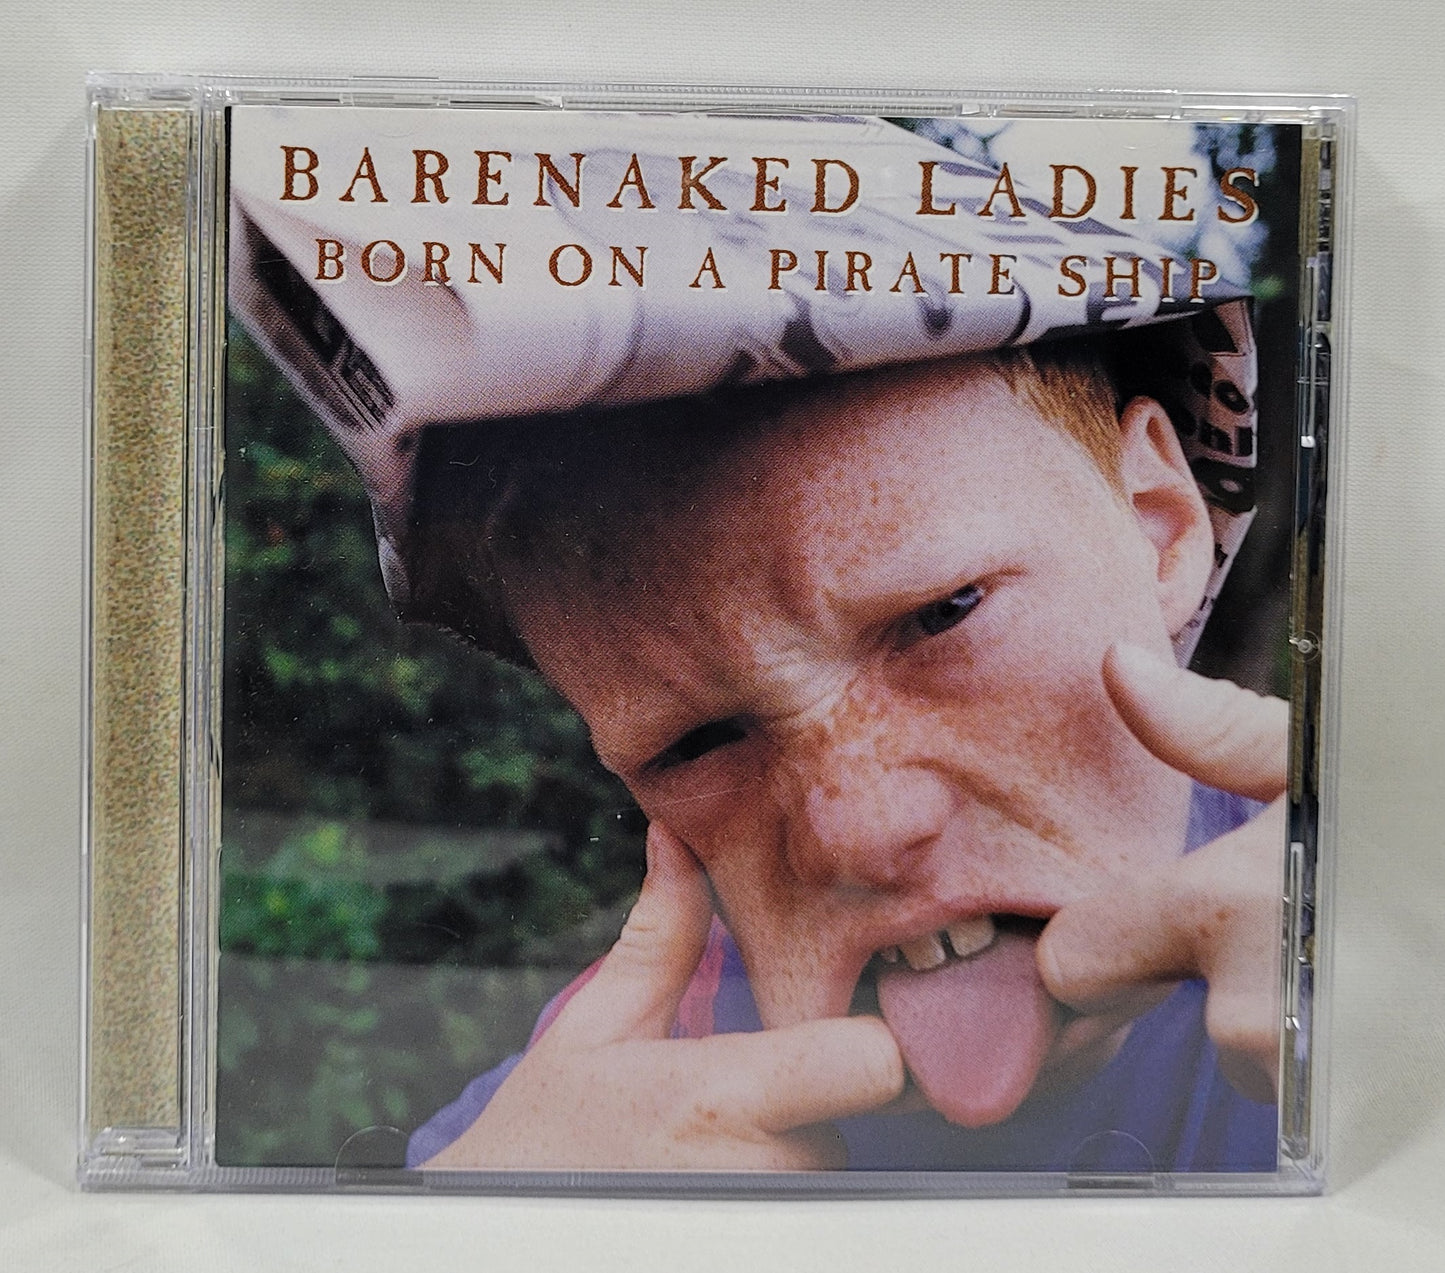 BARENAKED LADIES
BORN ON A PIRATE SHIP